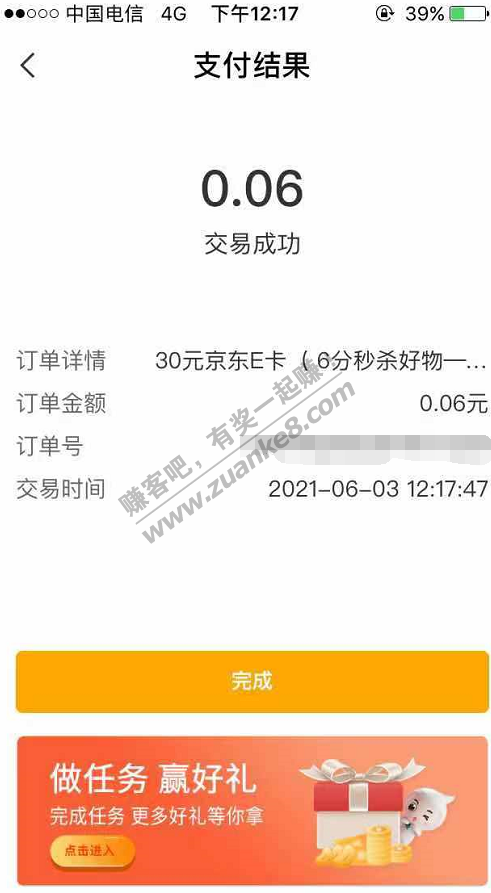 中国电信 4G 下午12:17 39%
支付结果
0.06
交易成功
订单详情 30元京东E卡（6分秒杀好物一...
订单金额 0.06元
订单号
交易时间 2021-06-03 12:17:47
赚客吧，有奖一起赚！
www.zuanke8.com
完成
做任务 赢好礼
完成任务 更多好礼等你拿
点击进入